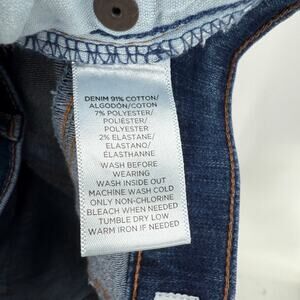 DENIM 91% COTTON/
ALGODÓN/COTON
7% POLYESTER/
POLIÉSTER/
POLYESTER
2% ELASTANE/
ELASTANO/
ÉLASTHANNE
WASH BEFORE
WEARING
WASH INSIDE OUT
MACHINE WASH COLD
ONLY NON-CHLORINE
BLEACH WHEN NEEDED
TUMBLE DRY LOW
WARM IRON IF NEEDED